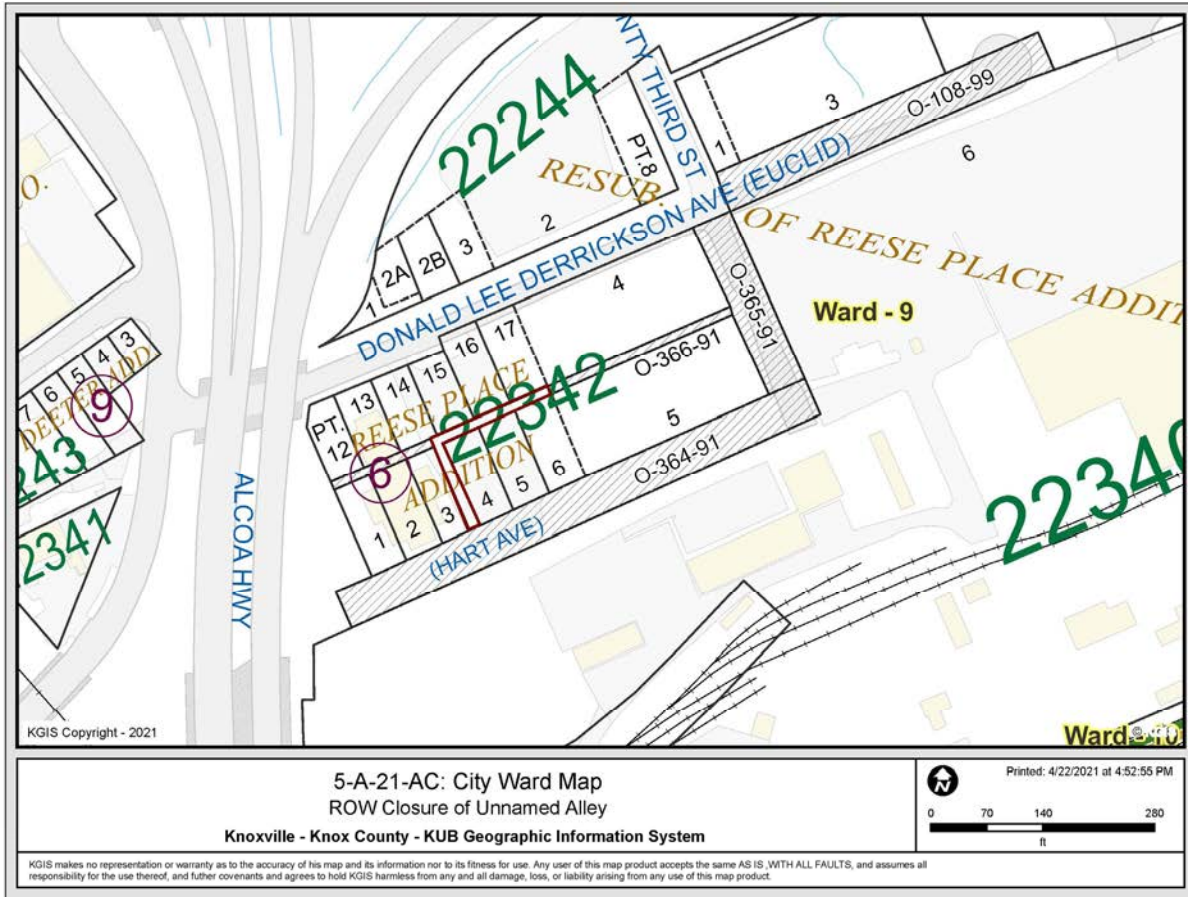 NTY THIRD ST
22244
3
O-108-99
1
PT.8
6
RESUB. OF REESE PLACE ADDIT
O.
2A
2B
3
2
1
DONALD LEE DERRICKSON AVE (EUCLID)
4
O-365-91
Ward - 9
17
16
15
14
13
PT.
12
REESE PLACE
ADDITION
22342
O-366-91
5
O-364-91
3
4
5
6
7
DEETER ADD.
9
243
6
1
2
3
4
5
6
(HART AVE)
2341
ALCOA HWY
22340
KGIS Copyright - 2021
Ward - 10
5-A-21-AC: City Ward Map
ROW Closure of Unnamed Alley
Knoxville - Knox County - KUB Geographic Information System
N
Printed: 4/22/2021 at 4:52:55 PM
0 70 140 280
ft
KGIS makes no representation or warranty as to the accuracy of his map and its information nor to its fitness for use. Any user of this map product accepts the same AS IS ,WITH ALL FAULTS, and assumes all
responsibility for the use thereof, and futher covenants and agrees to hold KGIS harmless from any and all damage, loss, or liability arising from any use of this map product.